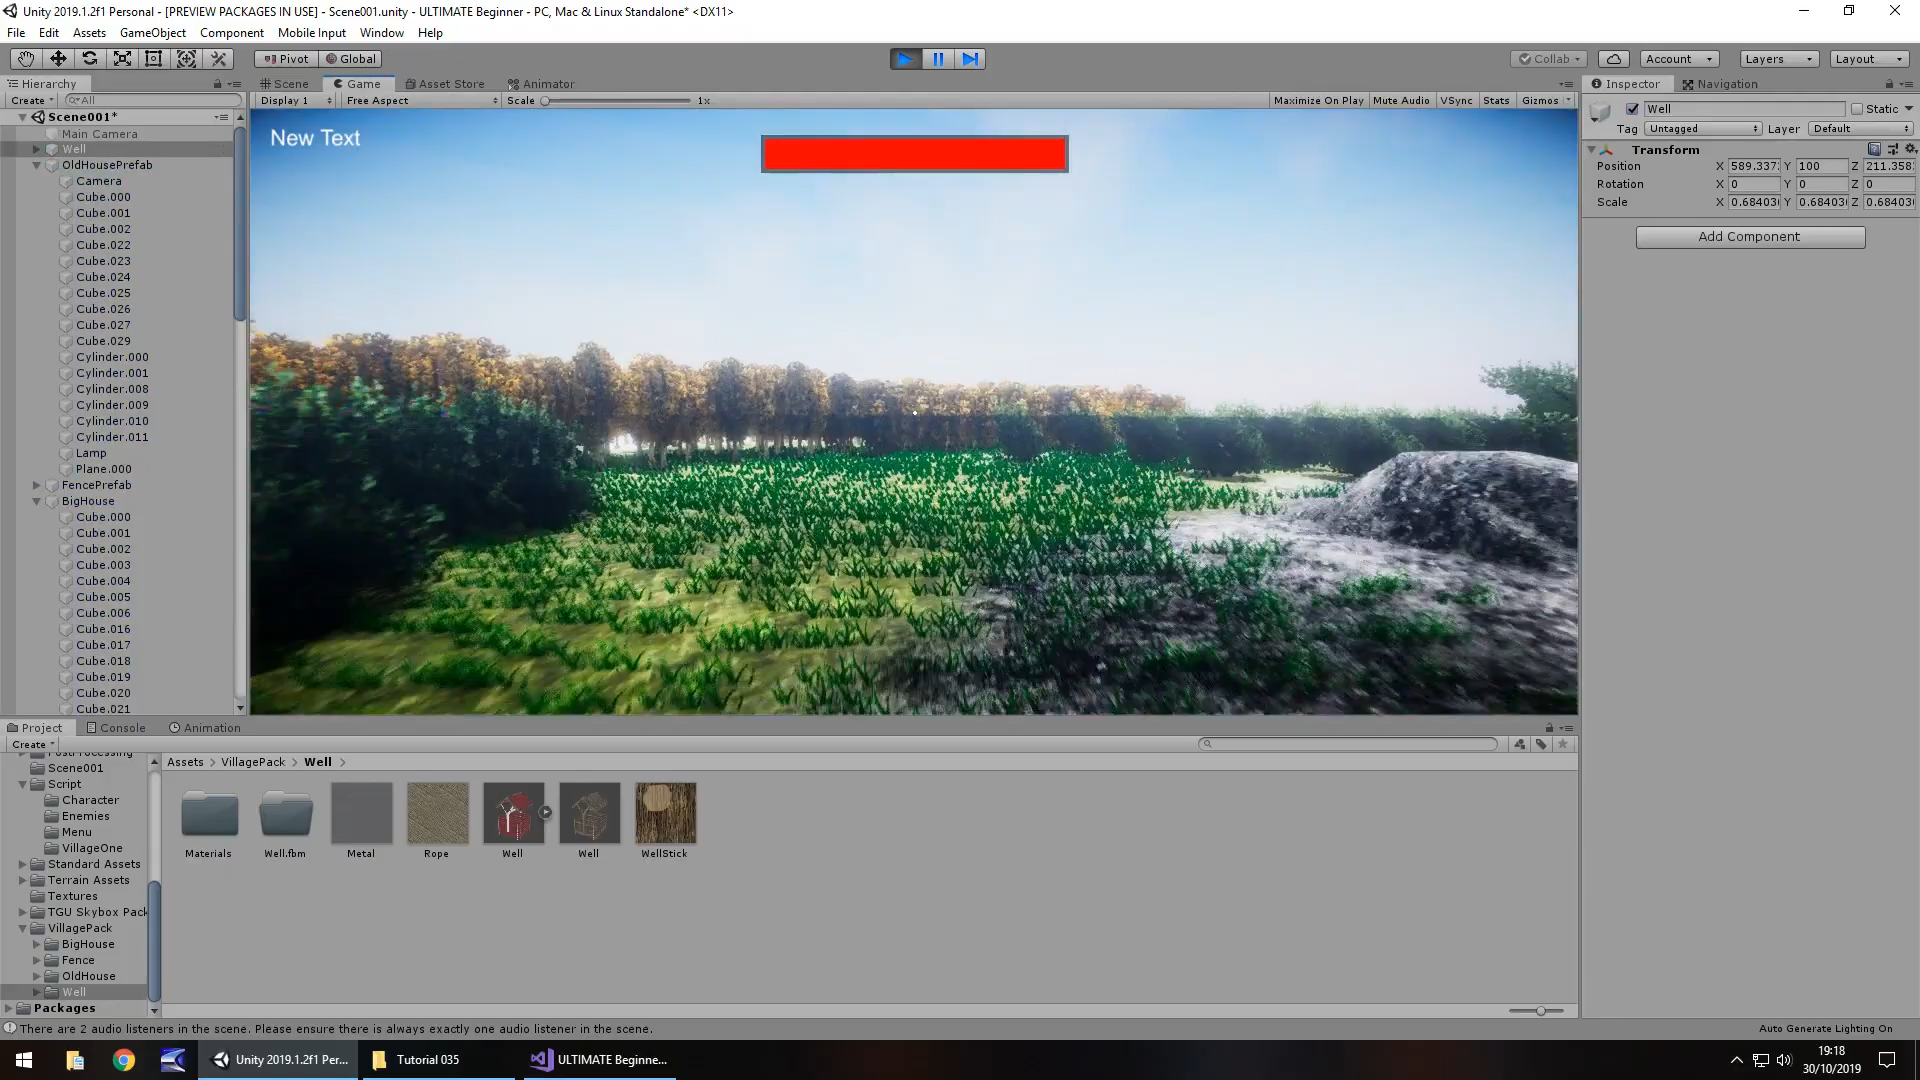 Unity 2019.1.2f1 Personal - [PREVIEW PACKAGES IN USE] - Scene001.unity - ULTIMATE Beginner - PC, Mac & Linux Standalone* <DX11>
File Edit Assets GameObject Component Mobile Input Window Help
Pivot Global Collab Account Layers Layout
Hierarchy Scene Game Asset Store Animator Inspector Navigation
Create All Display 1 Free Aspect Scale 1x Maximize On Play Mute Audio VSync Stats Gizmos
Well Static
Tag Untagged Layer Default
Transform
Position X 589.337 Y 100 Z 211.358
Rotation X 0 Y 0 Z 0
Scale X 0.6840 Y 0.6840 Z 0.6840
Add Component
Scene001*
Main Camera
Well
OldHousePrefab
Camera
Cube.000
Cube.001
Cube.002
Cube.022
Cube.023
Cube.024
Cube.025
Cube.026
Cube.027
Cube.029
Cylinder.000
Cylinder.001
Cylinder.008
Cylinder.009
Cylinder.010
Cylinder.011
Lamp
Plane.000
FencePrefab
BigHouse
Cube.000
Cube.001
Cube.002
Cube.003
Cube.004
Cube.005
Cube.006
Cube.016
Cube.017
Cube.018
Cube.019
Cube.020
Cube.021
New Text
Project Console Animation
Create
Assets > VillagePack > Well >
PostProcessing
Scene001
Script
Character
Enemies
Menu
VillageOne
Standard Assets
Terrain Assets
Textures
TGU Skybox Pack
VillagePack
BigHouse
Fence
OldHouse
Well
Packages
Materials Well.fbm Metal Rope Well Well WellStick
There are 2 audio listeners in the scene. Please ensure there is always exactly one audio listener in the scene.
Auto Generate Lighting On
Unity 2019.1.2f1 Per... Tutorial 035 ULTIMATE Beginne...
19:18
30/10/2019